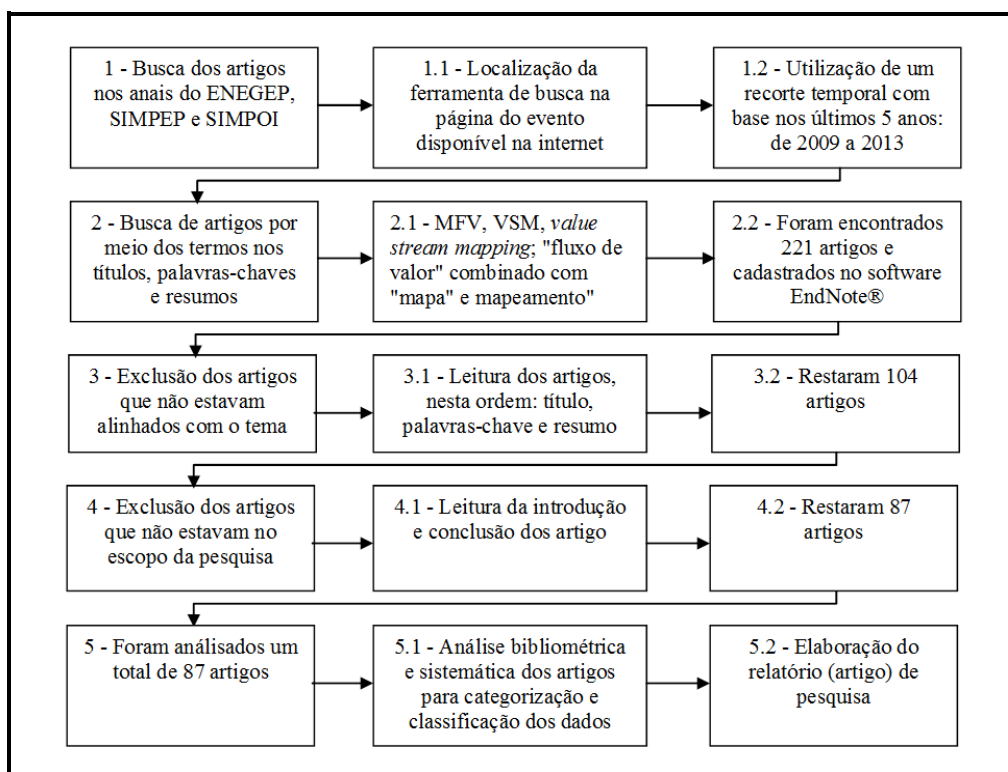 1 - Busca dos artigos
nos anais do ENEGEP,
SIMPEP e SIMPOI
1.1 - Localização da
ferramenta de busca na
página do evento
disponível na internet
1.2 - Utilização de um
recorte temporal com
base nos últimos 5 anos:
de 2009 a 2013
2 - Busca de artigos por
meio dos termos nos
títulos, palavras-chaves
e resumos
2.1 - MFV, VSM, value
stream mapping; "fluxo de
valor" combinado com
"mapa" e mapeamento"
2.2 - Foram encontrados
221 artigos e
cadastrados no software
EndNote®
3 - Exclusão dos artigos
que não estavam
alinhados com o tema
3.1 - Leitura dos artigos,
nesta ordem: título,
palavras-chave e resumo
3.2 - Restaram 104
artigos
4 - Exclusão dos artigos
que não estavam no
escopo da pesquisa
4.1 - Leitura da introdução
e conclusão dos artigo
4.2 - Restaram 87
artigos
5 - Foram análisados um
total de 87 artigos
5.1 - Análise bibliométrica
e sistemática dos artigos
para categorização e
classificação dos dados
5.2 - Elaboração do
relatório (artigo) de
pesquisa